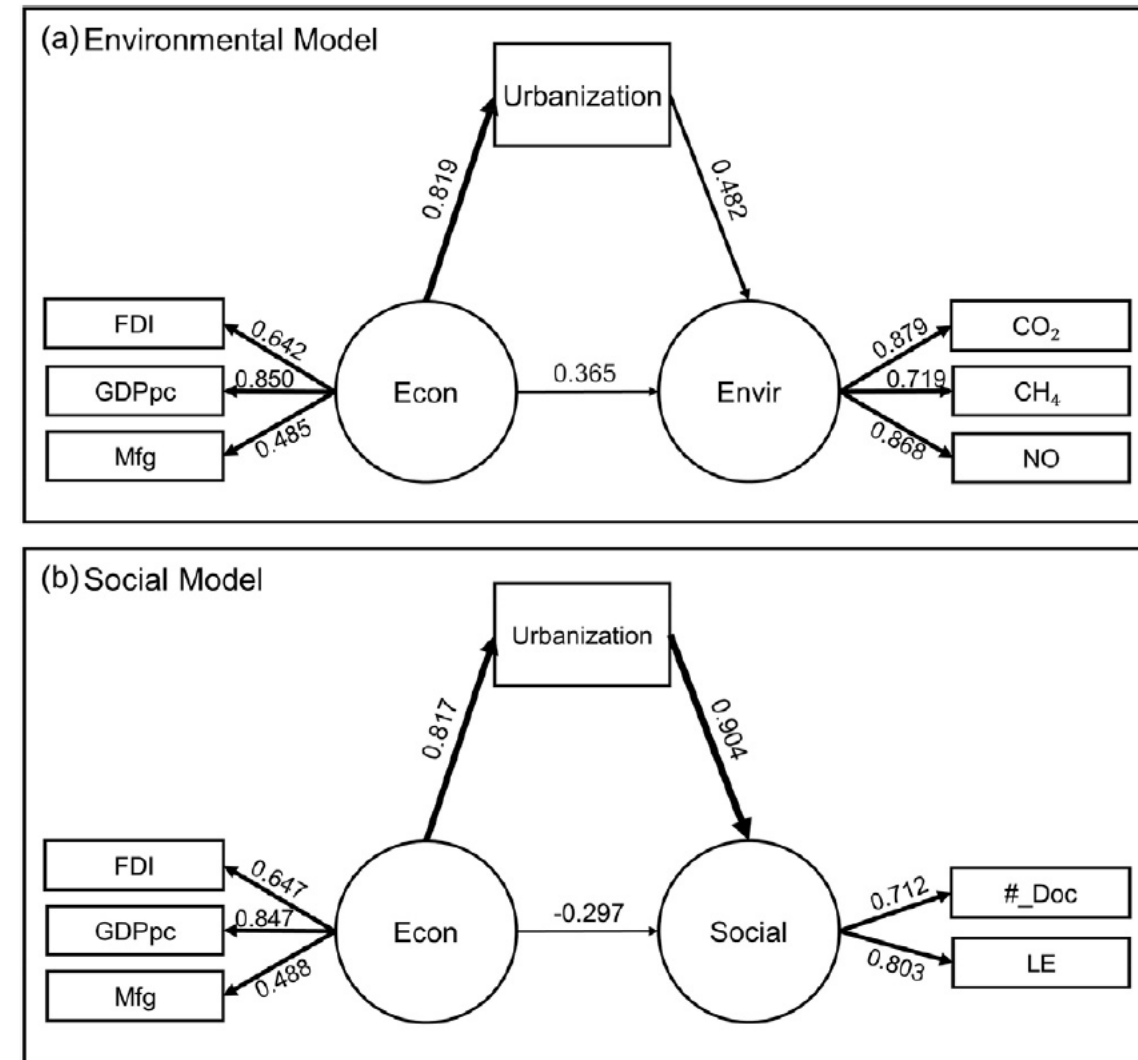 (a) Environmental Model
Urbanization
0.819
0.482
FDI
GDPpc
Mfg
0.642
0.850
0.485
Econ
0.365
Envir
0.879
0.719
0.868
CO₂
CH₄
NO
(b) Social Model
Urbanization
0.817
0.904
FDI
GDPpc
Mfg
0.647
0.847
0.488
Econ
-0.297
Social
0.712
0.803
#_Doc
LE